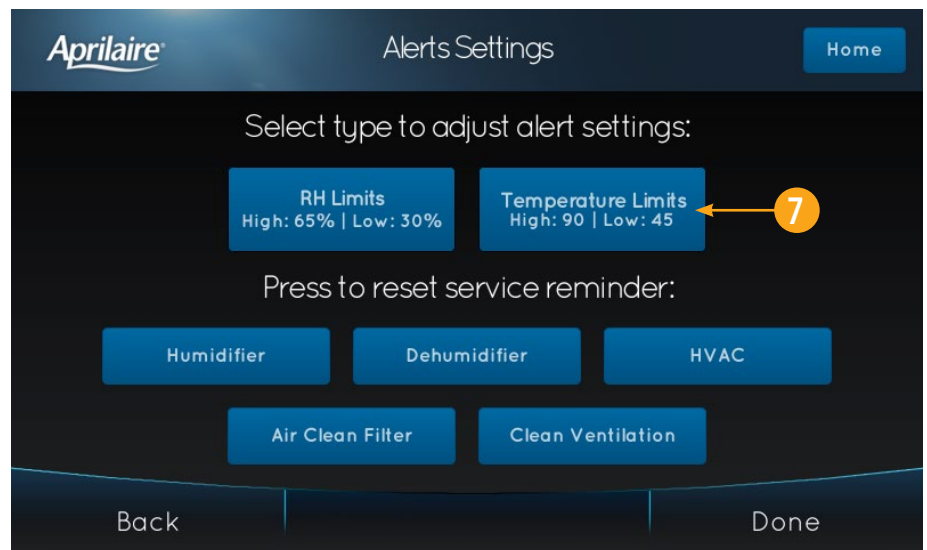 Aprilaire®
Alerts Settings
Home
Select type to adjust alert settings:
RH Limits
High: 65% | Low: 30%
Temperature Limits
High: 90 | Low: 45
7
Press to reset service reminder:
Humidifier
Dehumidifier
HVAC
Air Clean Filter
Clean Ventilation
Back
Done